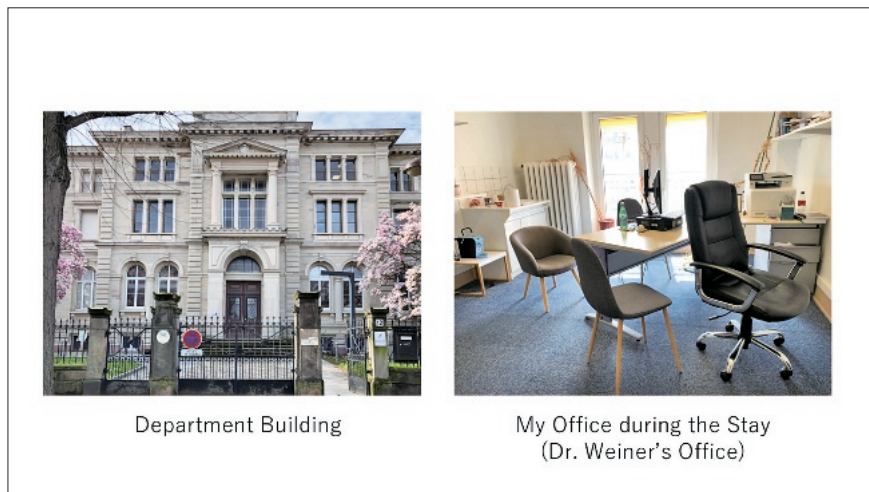 Department Building
My Office during the Stay
(Dr. Weiner's Office)